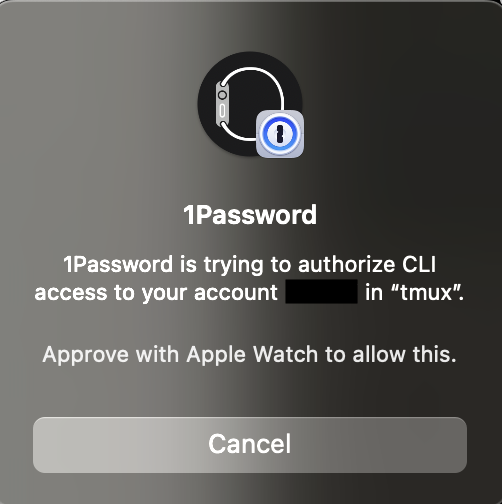 1Password
1Password is trying to authorize CLI
access to your account in “tmux”.
Approve with Apple Watch to allow this.
Cancel